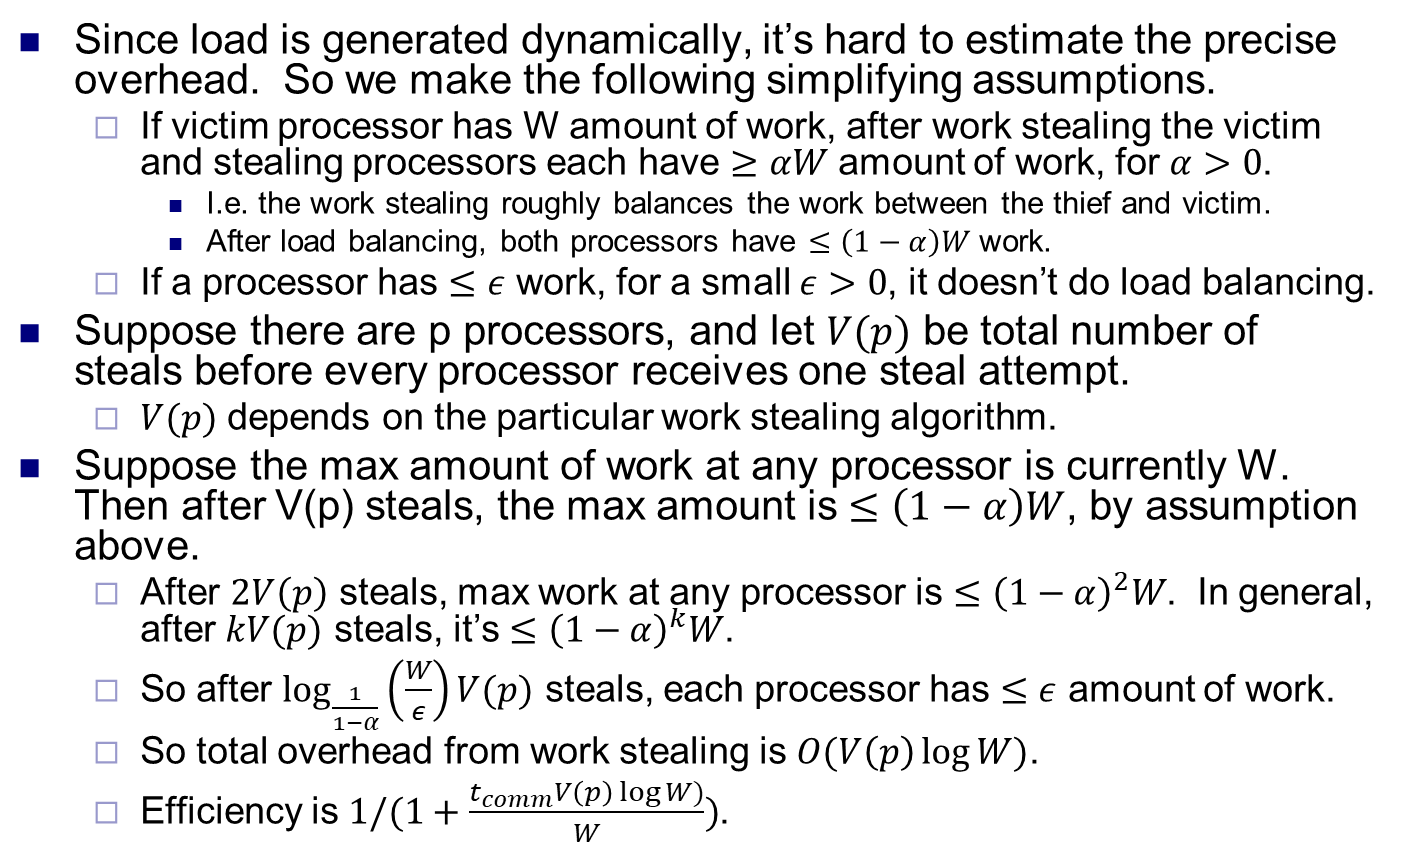 Since load is generated dynamically, it's hard to estimate the precise
overhead. So we make the following simplifying assumptions.
If victim processor has W amount of work, after work stealing the victim
and stealing processors each have ≥ αW amount of work, for α > 0.
I.e. the work stealing roughly balances the work between the thief and victim.
After load balancing, both processors have ≤ (1 − α)W work.
If a processor has ≤ ϵ work, for a small ϵ > 0, it doesn't do load balancing.
Suppose there are p processors, and let V(p) be total number of
steals before every processor receives one steal attempt.
V(p) depends on the particular work stealing algorithm.
Suppose the max amount of work at any processor is currently W.
Then after V(p) steals, the max amount is ≤ (1 − α)W, by assumption
above.
After 2V(p) steals, max work at any processor is ≤ (1 − α)²W. In general,
after kV(p) steals, it's ≤ (1 − α)ᵏW.
So after log_{1/(1−α)} (W/ϵ) V(p) steals, each processor has ≤ ϵ amount of work.
So total overhead from work stealing is O(V(p) log W).
Efficiency is 1/(1 + t_{comm}V(p) log W)/W).